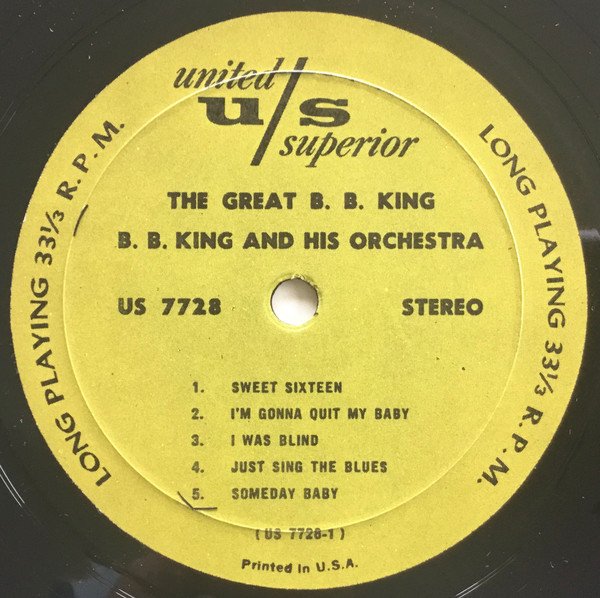 united
u/s
superior
THE GREAT B. B. KING
B. B. KING AND HIS ORCHESTRA
US 7728
STEREO
1. SWEET SIXTEEN
2. I'M GONNA QUIT MY BABY
3. I WAS BLIND
4. JUST SING THE BLUES
5. SOMEDAY BABY
(US 7728-1)
Printed in U.S.A.
LONG PLAYING 33⅓ R.P.M.
LONG PLAYING 33⅓ R.P.M.